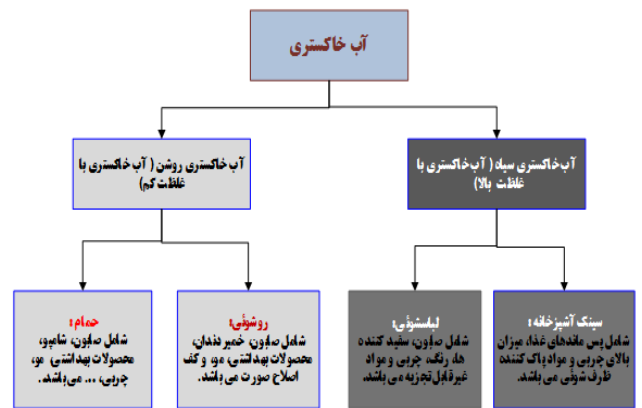 آب خاکستری
آب خاکستری سیاه ( آب خاکستری با
غلظت بالا)
آب خاکستری روشن ( آب خاکستری با
غلظت کم)
سینک آشپزخانه:
شامل پس ماندهای غذا، میزان
بالای چربی و مواد پاک کننده
ظرف شوئی می باشد.
لباسشوئی:
شامل صابون، سفید کننده
ها، رنگ، چربی و مواد
غیرقابل تجزیه می باشد.
روشوئی:
شامل صابون، خمیر دندان،
محصولات بهداشتی، مو، و کف
اصلاح صورت می باشد.
حمام:
شامل صابون، شامپو،
محصولات بهداشتی، مو،
چربی، ... می باشد.